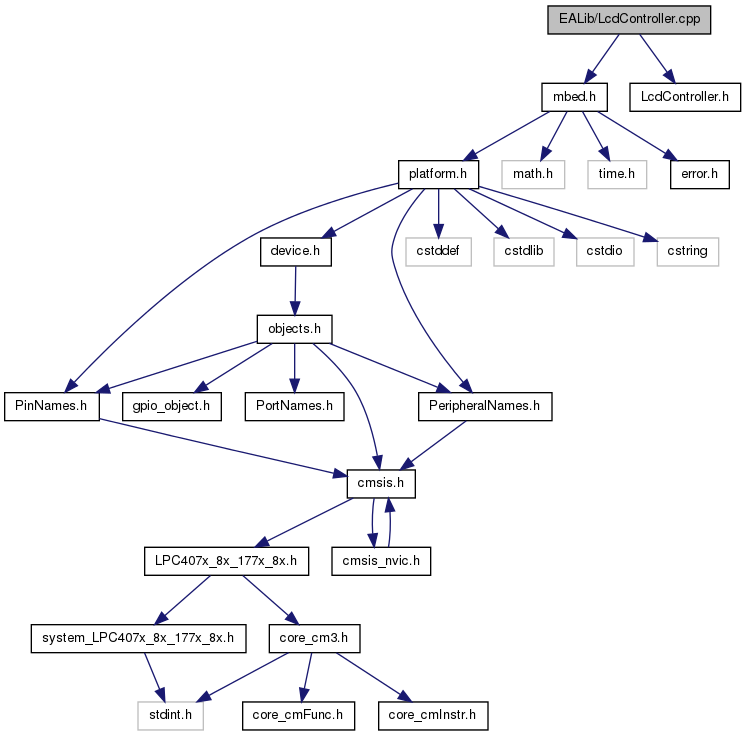 EALib/LcdController.cpp
mbed.h
LcdController.h
platform.h
math.h
time.h
error.h
device.h
cstddef
cstdlib
cstdio
cstring
objects.h
PinNames.h
gpio_object.h
PortNames.h
PeripheralNames.h
cmsis.h
LPC407x_8x_177x_8x.h
cmsis_nvic.h
system_LPC407x_8x_177x_8x.h
core_cm3.h
stdint.h
core_cmFunc.h
core_cmInstr.h